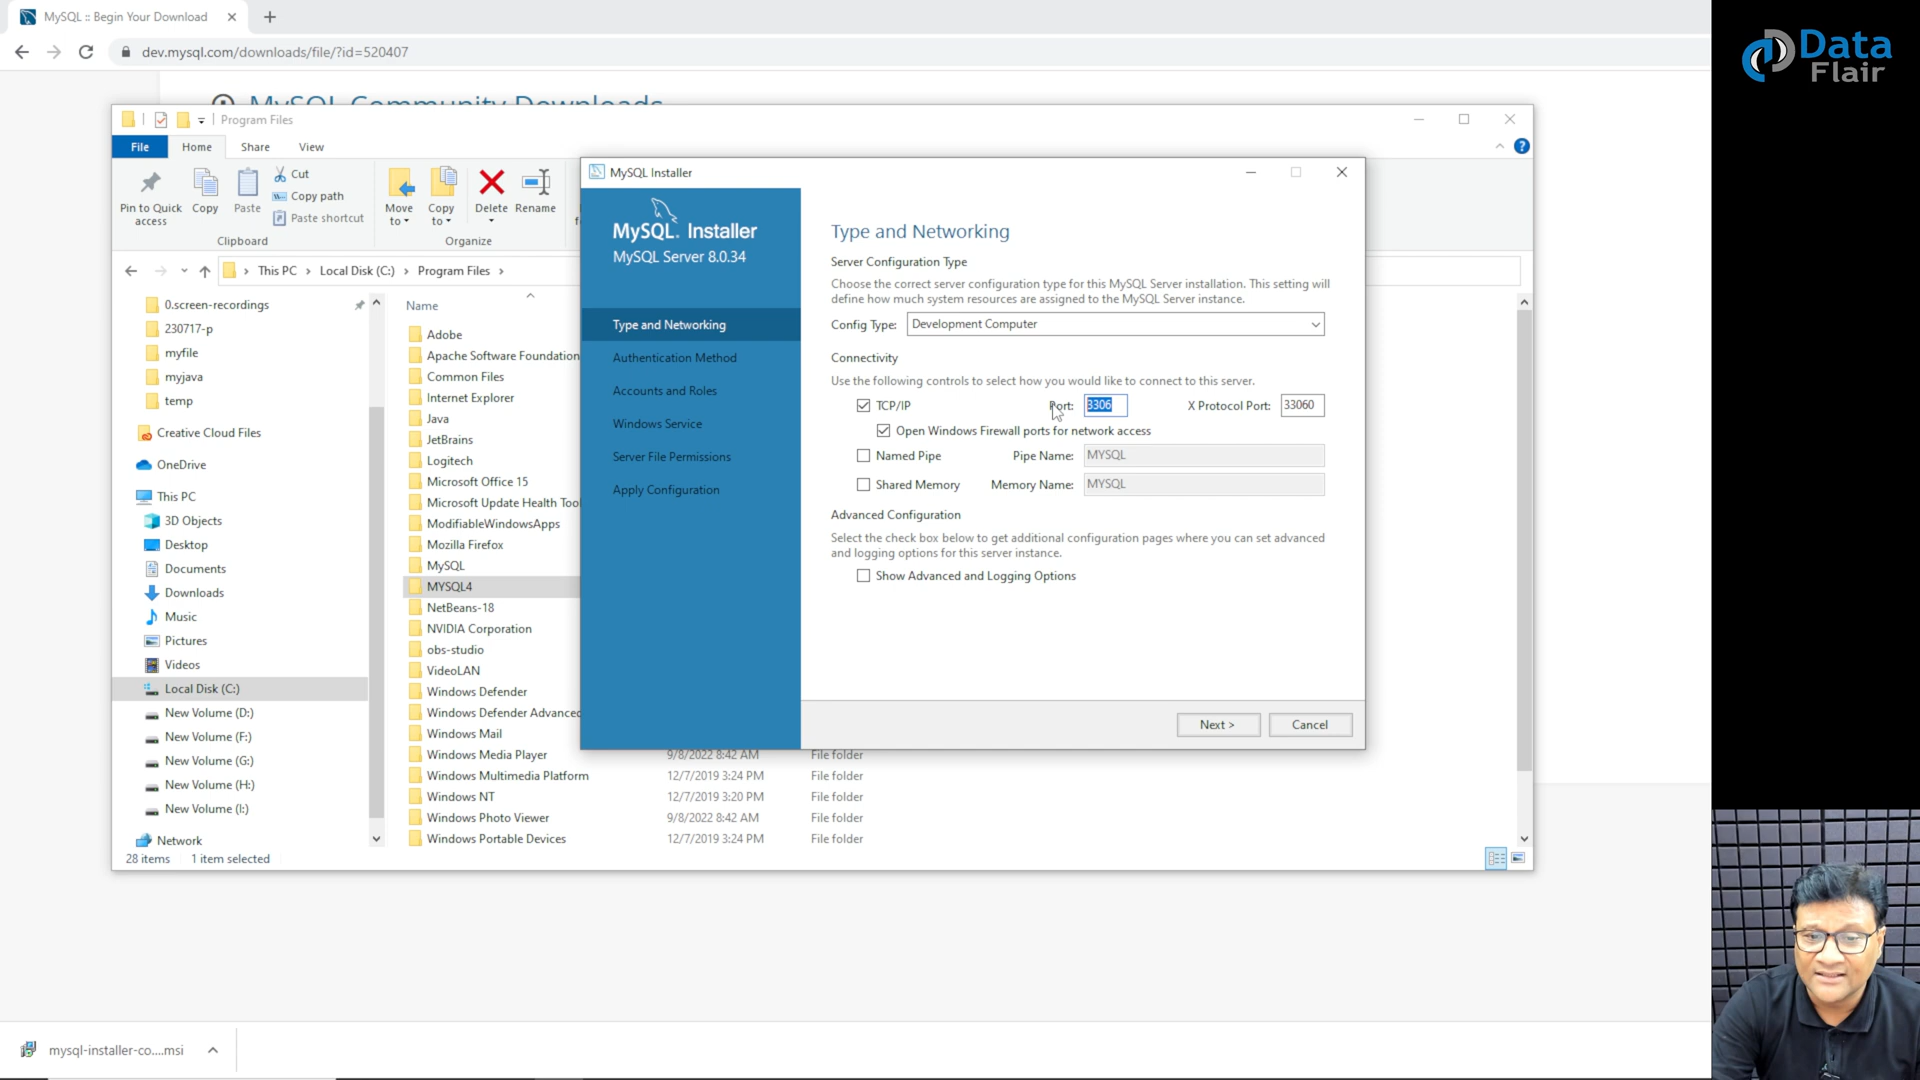 MySQL :: Begin Your Download
dev.mysql.com/downloads/file/?id=520407
Data
Flair
MySQL Community Downloads
Program Files
File
Home
Share
View
Pin to Quick
access
Copy
Paste
Cut
Copy path
Paste shortcut
Clipboard
Move
to
Copy
to
Delete
Rename
Organize
This PC > Local Disk (C:) > Program Files >
0.screen-recordings
230717-p
myfile
myjava
temp
Creative Cloud Files
OneDrive
This PC
3D Objects
Desktop
Documents
Downloads
Music
Pictures
Videos
Local Disk (C:)
New Volume (D:)
New Volume (F:)
New Volume (G:)
New Volume (H:)
New Volume (I:)
Network
28 items
1 item selected
Name
Adobe
Apache Software Foundation
Common Files
Internet Explorer
Java
JetBrains
Logitech
Microsoft Office 15
Microsoft Update Health Tool
ModifiableWindowsApps
Mozilla Firefox
MySQL
MYSQL4
NetBeans-18
NVIDIA Corporation
obs-studio
VideoLAN
Windows Defender
Windows Defender Advanced
Windows Mail
Windows Media Player 9/8/2022 8:42 AM File folder
Windows Multimedia Platform 12/7/2019 3:24 PM File folder
Windows NT 12/7/2019 3:20 PM File folder
Windows Photo Viewer 9/8/2022 8:42 AM File folder
Windows Portable Devices 12/7/2019 3:24 PM File folder
MySQL Installer
MySQL. Installer
MySQL Server 8.0.34
Type and Networking
Authentication Method
Accounts and Roles
Windows Service
Server File Permissions
Apply Configuration
Type and Networking
Server Configuration Type
Choose the correct server configuration type for this MySQL Server installation. This setting will
define how much system resources are assigned to the MySQL Server instance.
Config Type: Development Computer
Connectivity
Use the following controls to select how you would like to connect to this server.
TCP/IP Port: 3306 X Protocol Port: 33060
Open Windows Firewall ports for network access
Named Pipe Pipe Name: MYSQL
Shared Memory Memory Name: MYSQL
Advanced Configuration
Select the check box below to get additional configuration pages where you can set advanced
and logging options for this server instance.
Show Advanced and Logging Options
Next >
Cancel
mysql-installer-co....msi